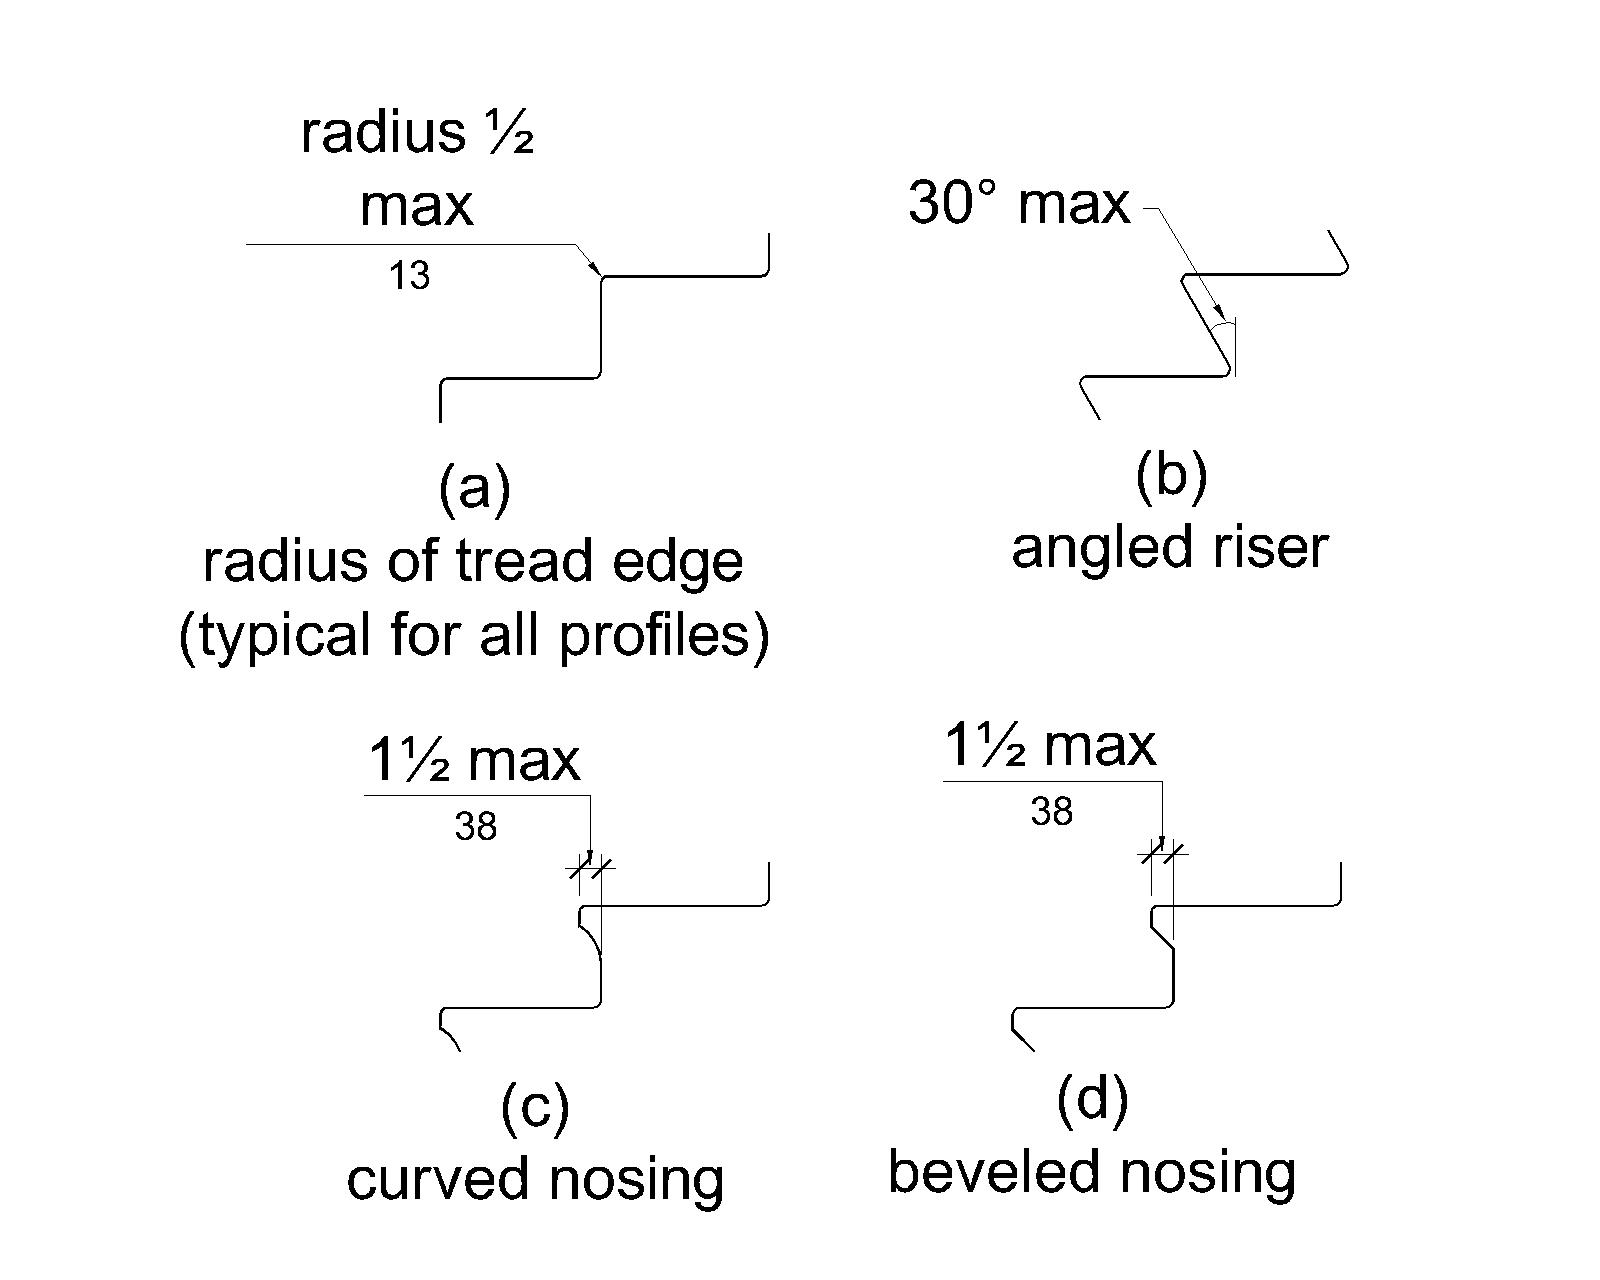 radius ½
max
13
(a)
radius of tread edge
(typical for all profiles)
30° max
(b)
angled riser
1½ max
38
(c)
curved nosing
1½ max
38
(d)
beveled nosing